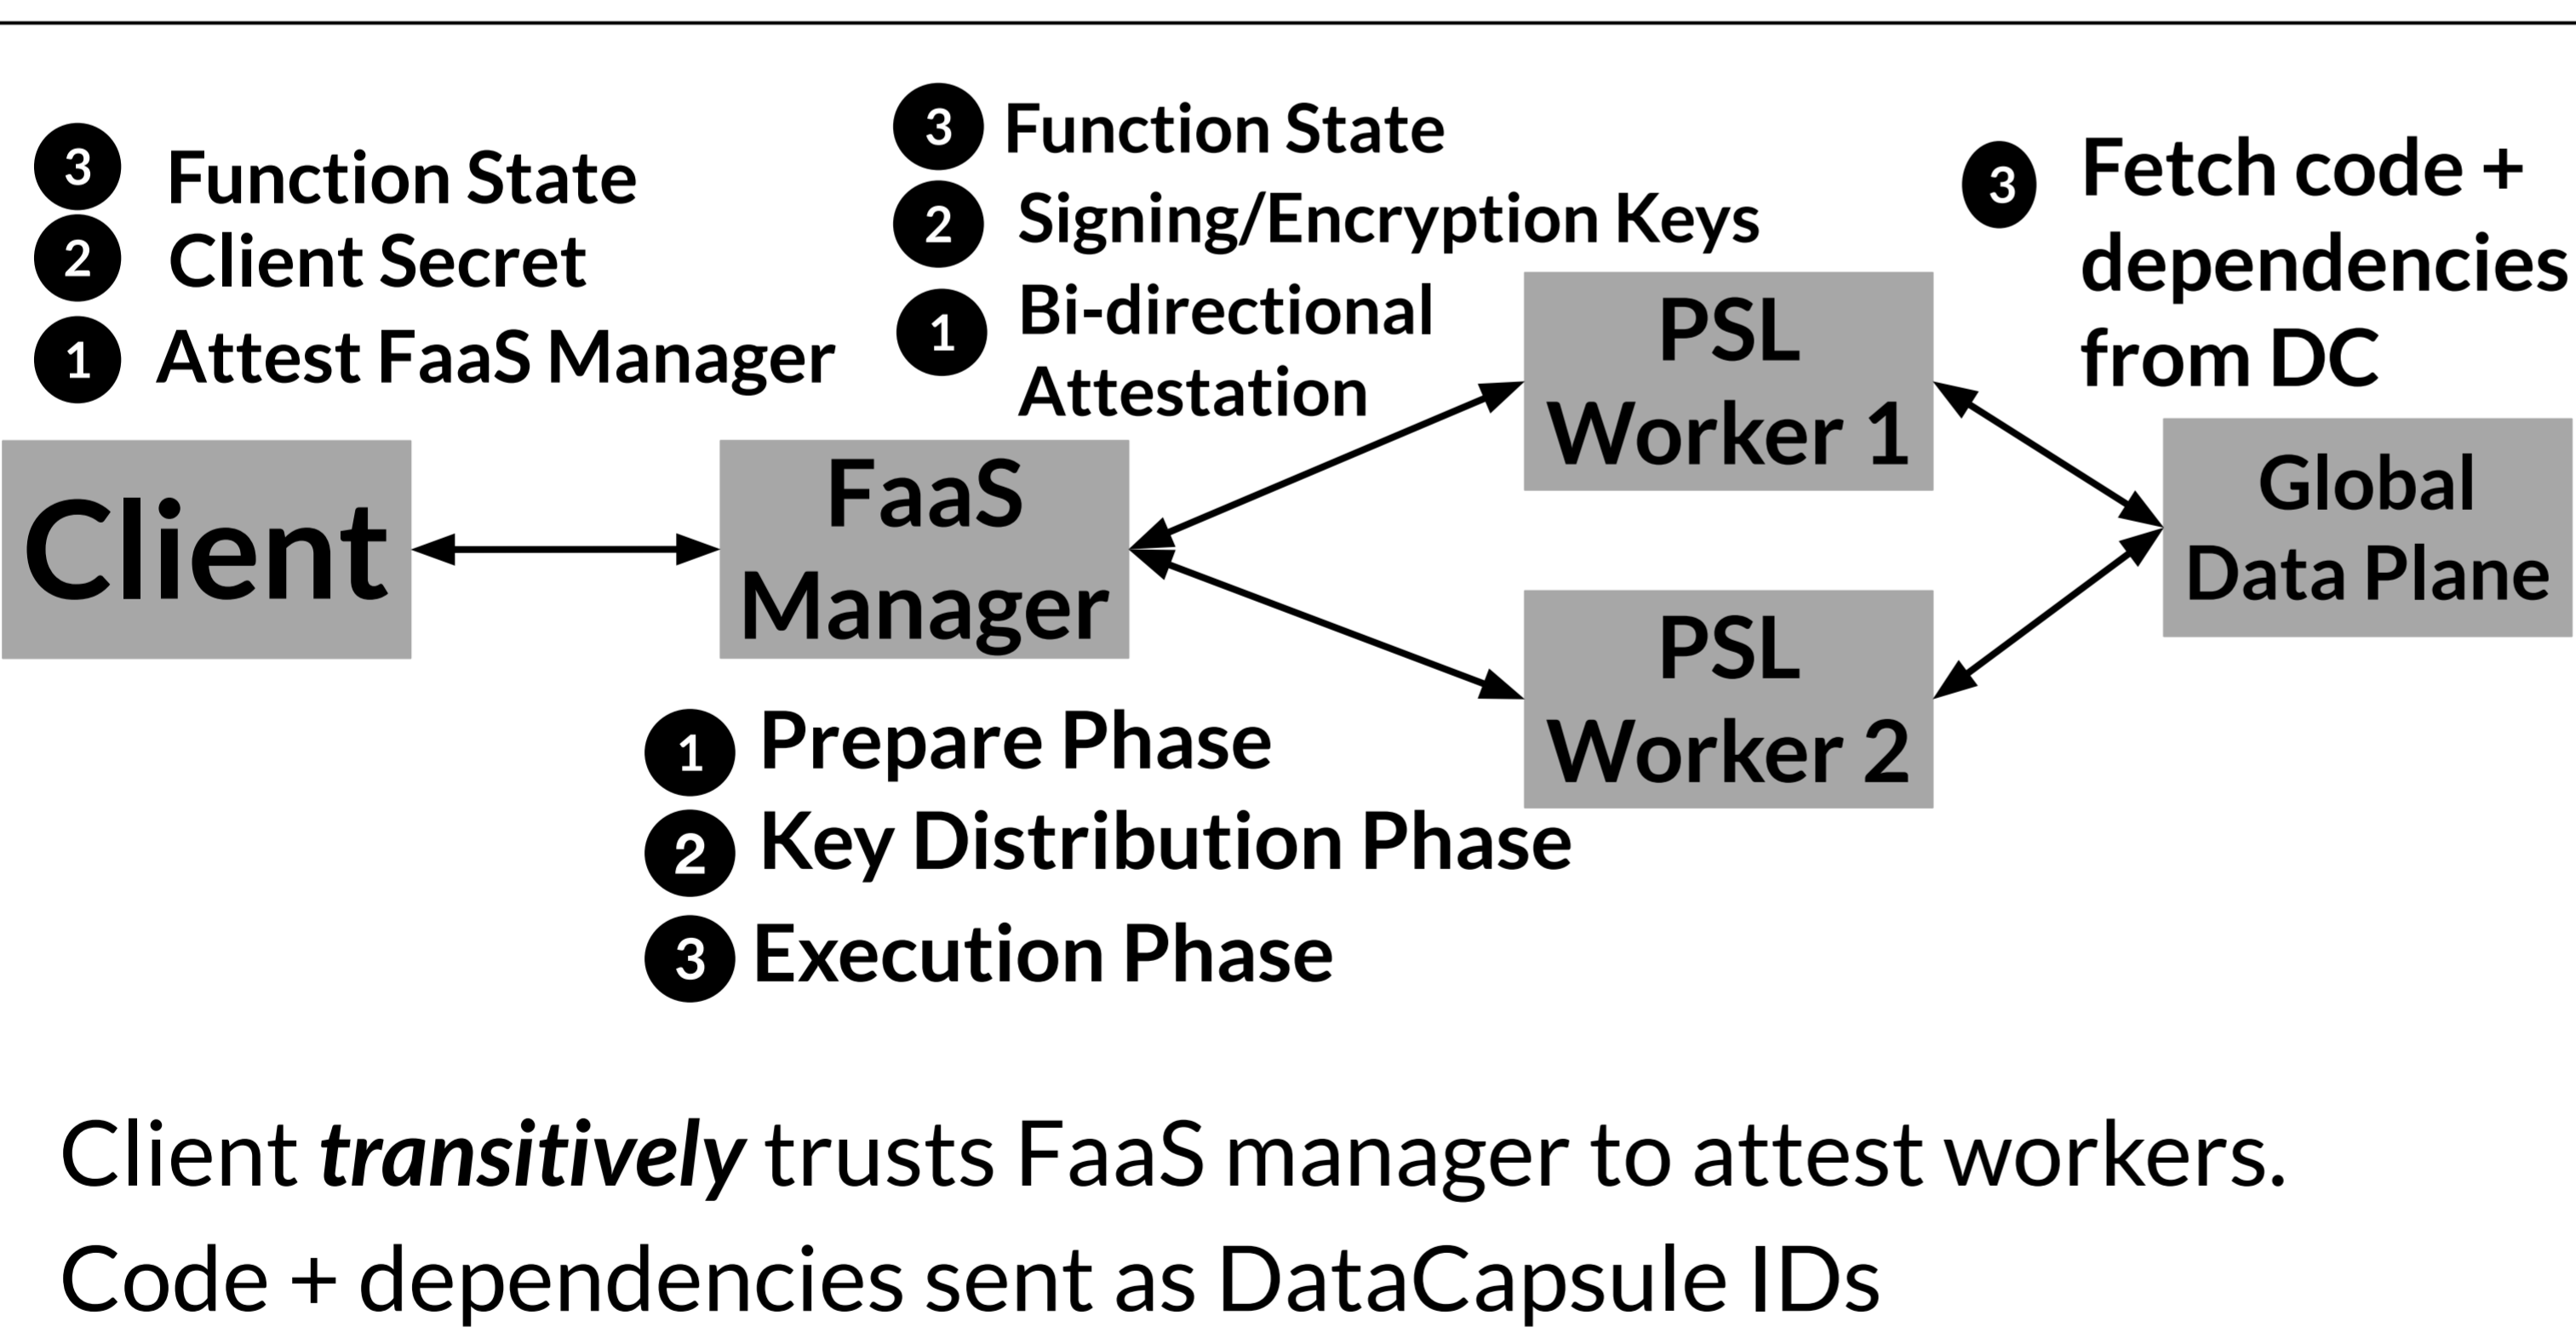 3 Function State
2 Client Secret
1 Attest FaaS Manager
3 Function State
2 Signing/Encryption Keys
1 Bi-directional
Attestation
3 Fetch code +
dependencies
from DC
Client
FaaS
Manager
PSL
Worker 1
PSL
Worker 2
Global
Data Plane
1 Prepare Phase
2 Key Distribution Phase
3 Execution Phase
Client transitively trusts FaaS manager to attest workers.
Code + dependencies sent as DataCapsule IDs